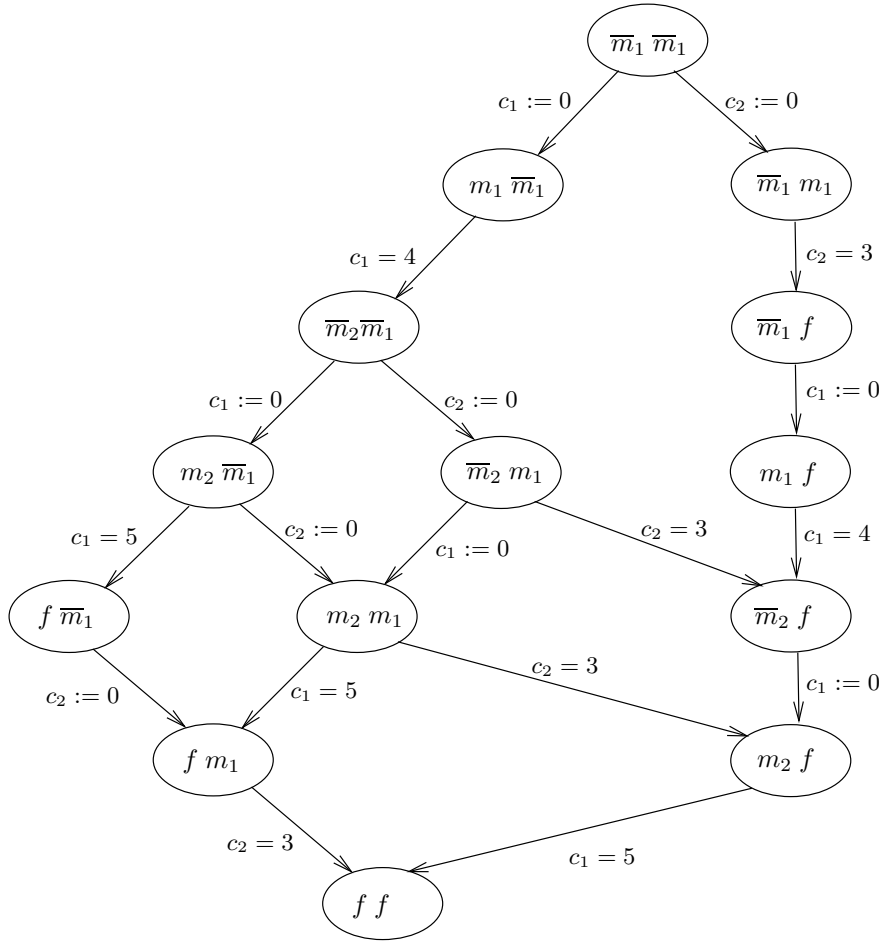 m̅₁ m̅₁
c₁ := 0
c₂ := 0
m₁ m̅₁
m̅₁ m₁
c₁ = 4
c₂ = 3
m̅₂m̅₁
m̅₁ f
c₁ := 0
c₂ := 0
c₁ := 0
m₂ m̅₁
m̅₂ m₁
m₁ f
c₁ = 5
c₂ := 0
c₁ := 0
c₂ = 3
c₁ = 4
f m̅₁
m₂ m₁
m̅₂ f
c₂ := 0
c₁ = 5
c₂ = 3
c₁ := 0
f m₁
m₂ f
c₂ = 3
c₁ = 5
f f